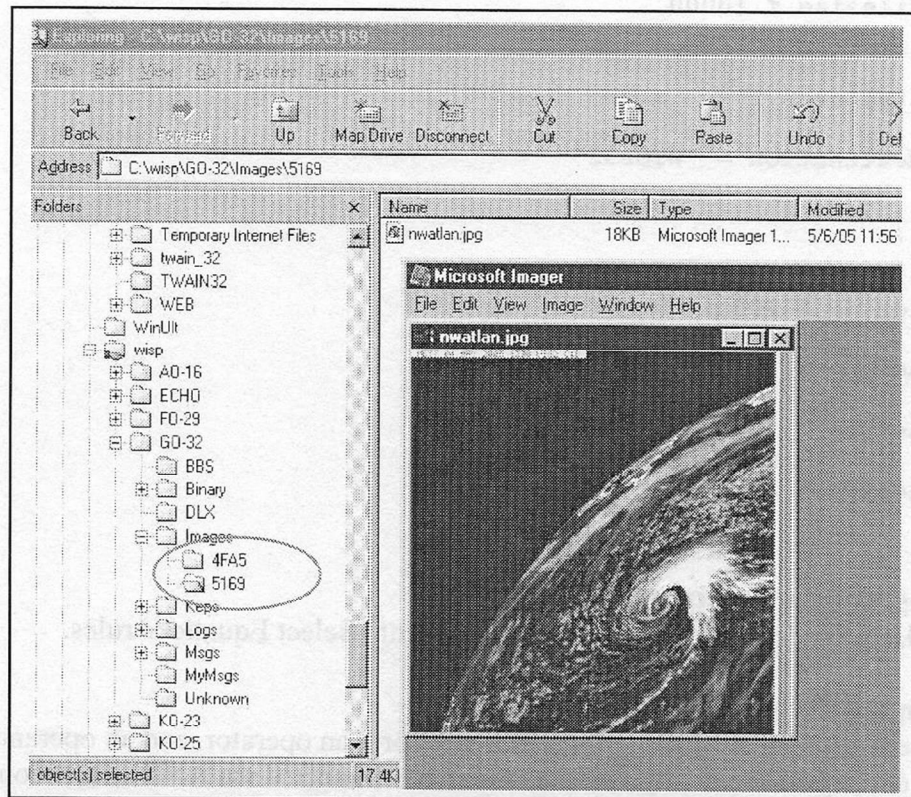 Exploring - C:\wisp\GO-32\Images\5169
File Edit View Go Favorites Tools Help
Back Forward Up Map Drive Disconnect Cut Copy Paste Undo Del
Address C:\wisp\GO-32\Images\5169
Folders
Temporary Internet Files
twain_32
TWAIN32
WEB
WinUlt
wisp
AO-16
ECHO
FO-29
GO-32
BBS
Binary
DLX
Images
4FA5
5169
Keps
Logs
Msgs
MyMsgs
Unknown
KO-23
KO-25
Name Size Type Modified
nwatlan.jpg 18KB Microsoft Imager 1... 5/6/05 11:56
Microsoft Imager
File Edit View Image Window Help
nwatlan.jpg
object(s) selected 17.4K